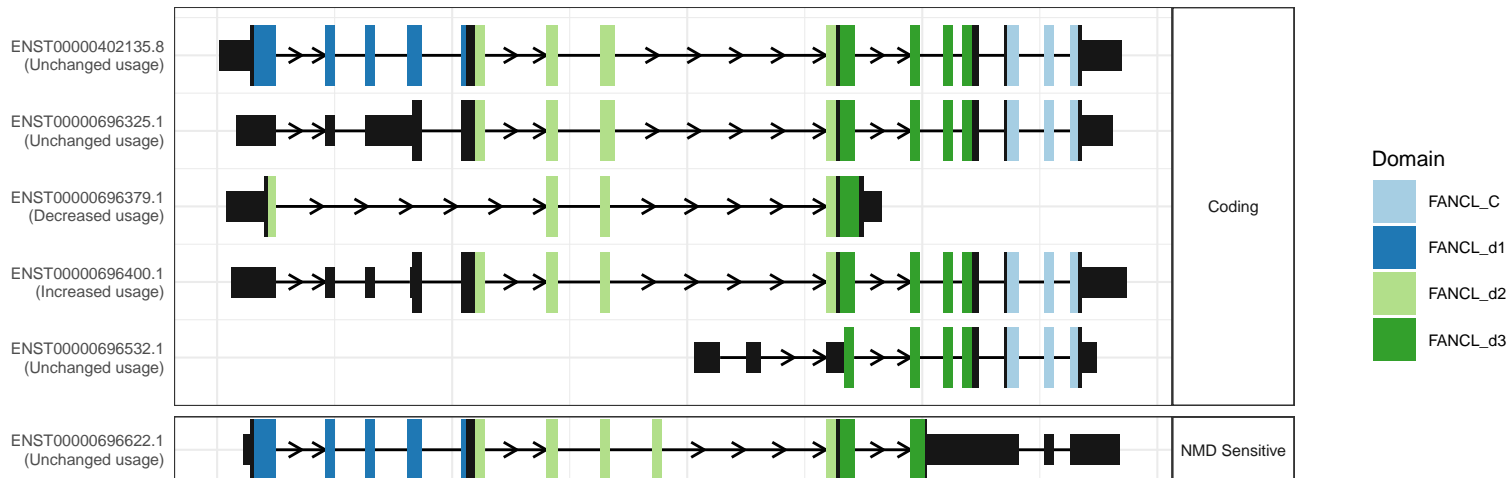 ENST00000402135.8
(Unchanged usage)
ENST00000696325.1
(Unchanged usage)
ENST00000696379.1
(Decreased usage)
ENST00000696400.1
(Increased usage)
ENST00000696532.1
(Unchanged usage)
Coding
ENST00000696622.1
(Unchanged usage)
NMD Sensitive
Domain
FANCL_C
FANCL_d1
FANCL_d2
FANCL_d3